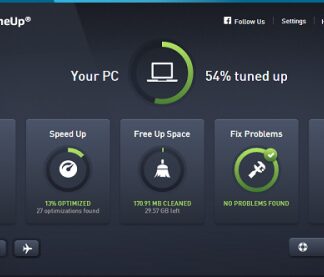 neUp®
Follow Us
Settings
H
Your PC
54% tuned up
Speed Up
Free Up Space
Fix Problems
13% OPTIMIZED
27 optimizations found
170.91 MB CLEANED
29.57 GB left
NO PROBLEMS FOUND